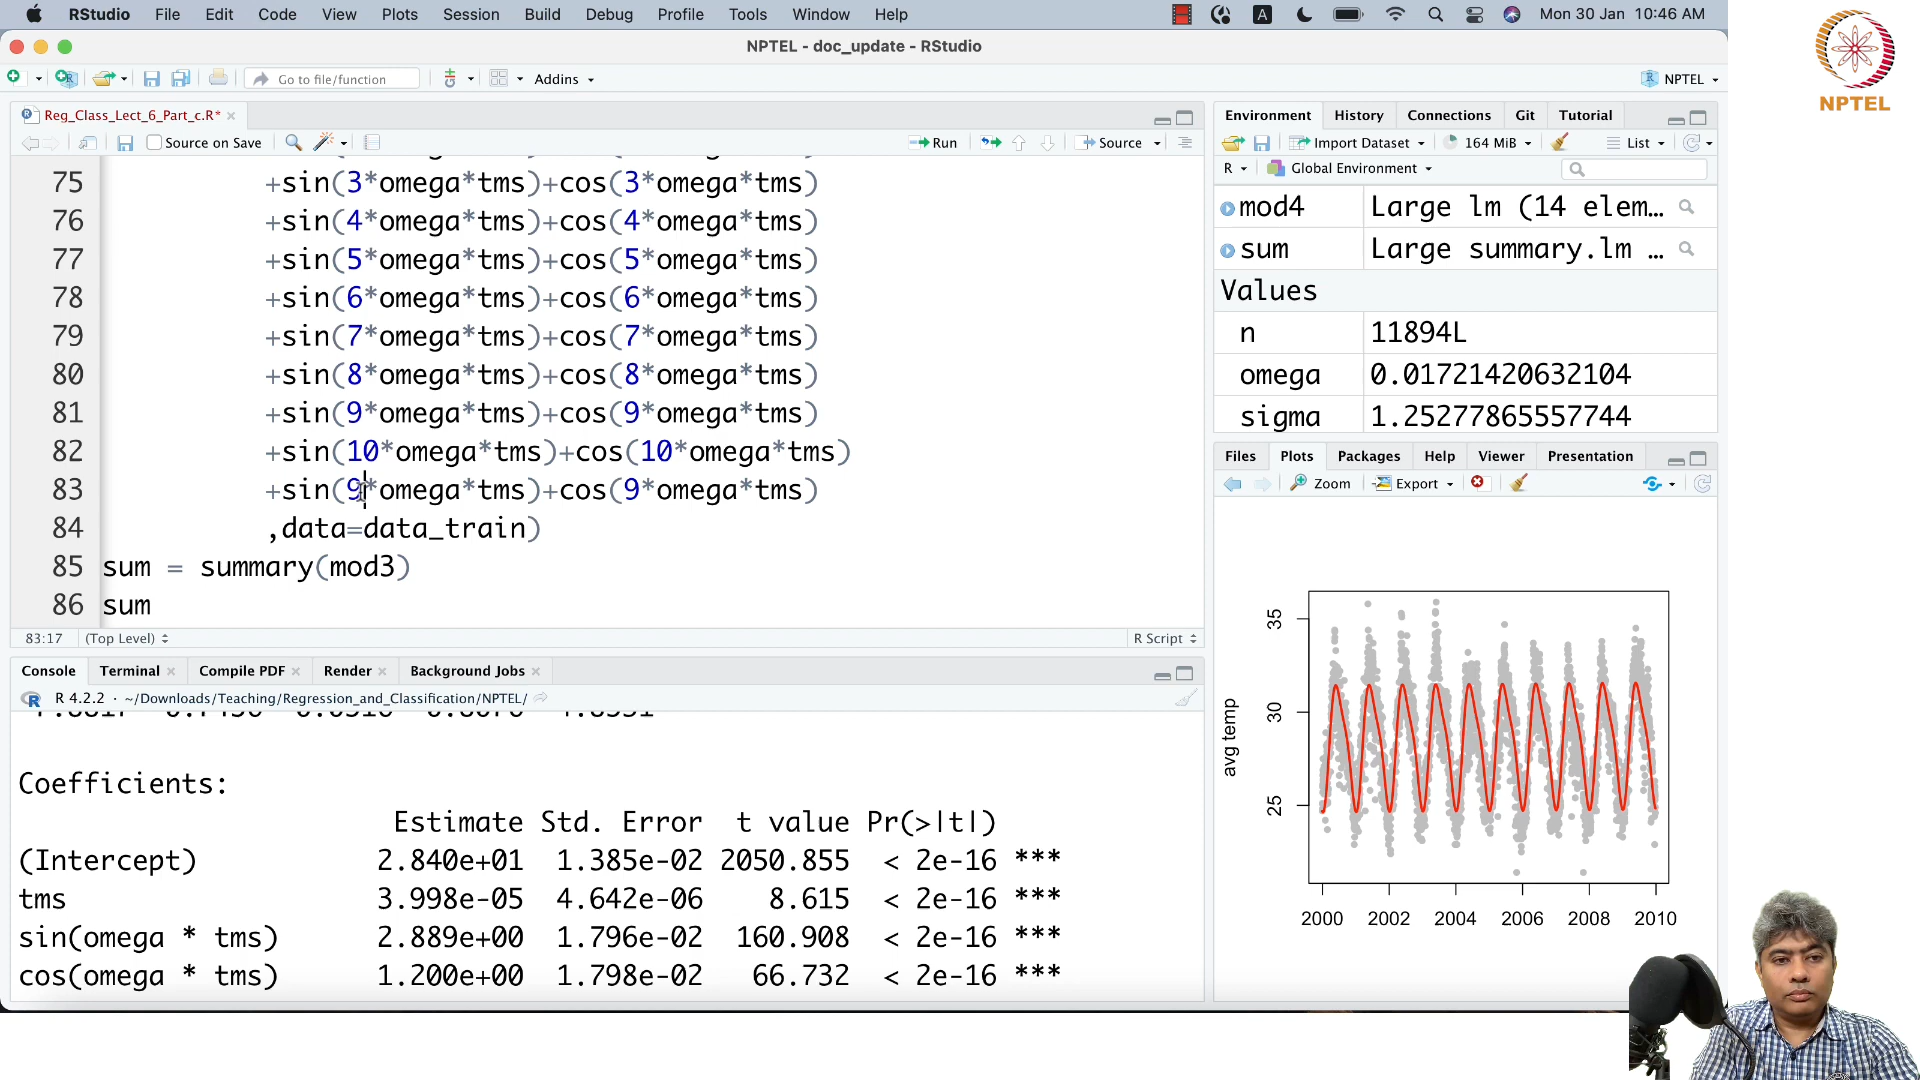 RStudio File Edit Code View Plots Session Build Debug Profile Tools Window Help A Mon 30 Jan 10:46 AM
NPTEL - doc_update - RStudio
Go to file/function Addins NPTEL
Reg_Class_Lect_6_Part_c.R*
Source on Save Run Source
75 +sin(3*omega*tms)+cos(3*omega*tms)
76 +sin(4*omega*tms)+cos(4*omega*tms)
77 +sin(5*omega*tms)+cos(5*omega*tms)
78 +sin(6*omega*tms)+cos(6*omega*tms)
79 +sin(7*omega*tms)+cos(7*omega*tms)
80 +sin(8*omega*tms)+cos(8*omega*tms)
81 +sin(9*omega*tms)+cos(9*omega*tms)
82 +sin(10*omega*tms)+cos(10*omega*tms)
83 +sin(9*omega*tms)+cos(9*omega*tms)
84 ,data=data_train)
85 sum = summary(mod3)
86 sum
83:17 (Top Level) R Script
Console Terminal Compile PDF Render Background Jobs
R 4.2.2 · ~/Downloads/Teaching/Regression_and_Classification/NPTEL/
Coefficients:
Estimate Std. Error t value Pr(>|t|)
(Intercept) 2.840e+01 1.385e-02 2050.855 < 2e-16 ***
tms 3.998e-05 4.642e-06 8.615 < 2e-16 ***
sin(omega * tms) 2.889e+00 1.796e-02 160.908 < 2e-16 ***
cos(omega * tms) 1.200e+00 1.798e-02 66.732 < 2e-16 ***
Environment History Connections Git Tutorial
Import Dataset 164 MiB List
R Global Environment
mod4 Large lm (14 elem…
sum Large summary.lm …
Values
n 11894L
omega 0.01721420632104
sigma 1.25277865557744
Files Plots Packages Help Viewer Presentation
Zoom Export
35
30
25
avg temp
2000 2002 2004 2006 2008 2010
NPTEL